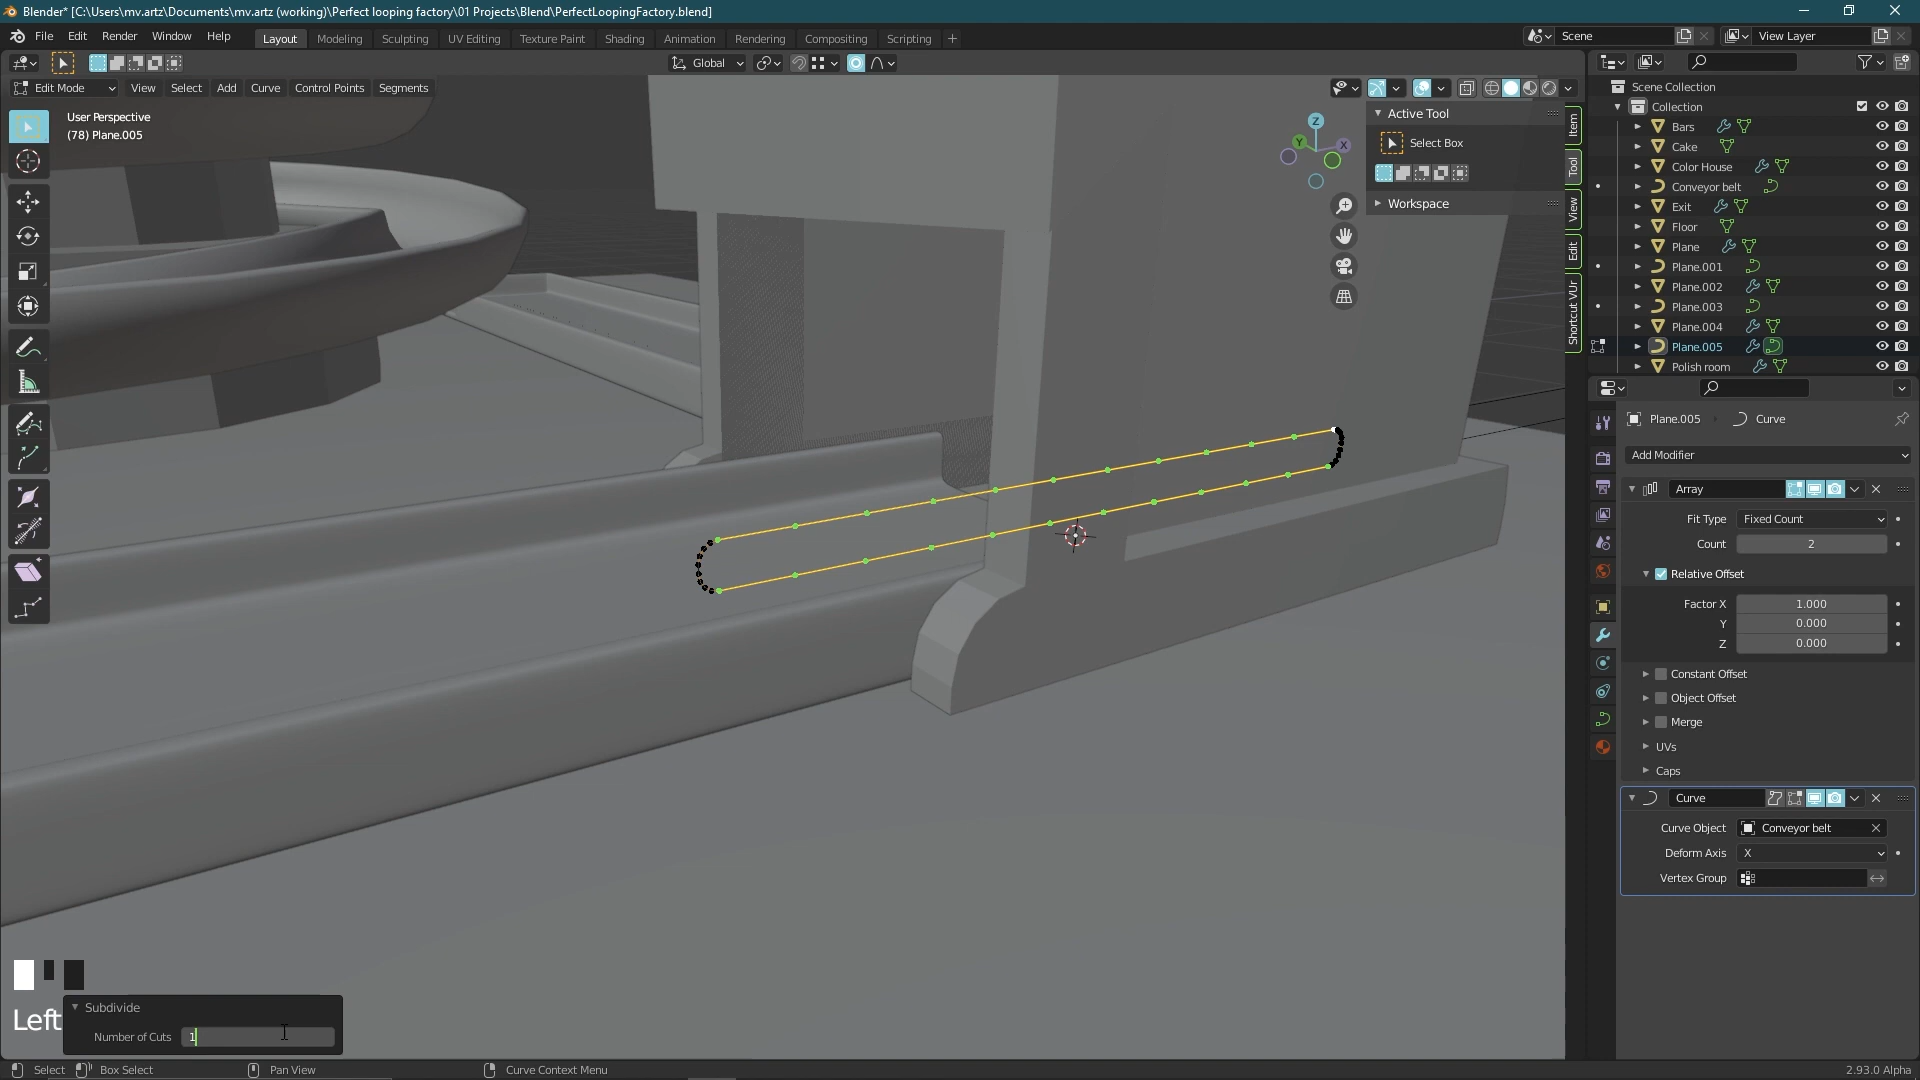 Blender* [C:\Users\mv.artz\Documents\mv.artz (working)\Perfect looping factory\01 Projects\Blend\PerfectLoopingFactory.blend]
File Edit Render Window Help Layout Modeling Sculpting UV Editing Texture Paint Shading Animation Rendering Compositing Scripting + Scene View Layer
Global
Edit Mode View Select Add Curve Control Points Segments
User Perspective
(78) Plane.005
Z
Y
X
Active Tool
Select Box
Workspace
Item
Tool
View
Edit
Shortcut VUr
Scene Collection
Collection
Bars
Cake
Color House
Conveyor belt
Exit
Floor
Plane
Plane.001
Plane.002
Plane.003
Plane.004
Plane.005
Polish room
Plane.005 Curve
Add Modifier
Array
Fit Type Fixed Count
Count 2
Relative Offset
Factor X 1.000
Y 0.000
Z 0.000
Constant Offset
Object Offset
Merge
UVs
Caps
Curve
Curve Object Conveyor belt
Deform Axis X
Vertex Group
Left
Subdivide
Number of Cuts 1
Select Box Select Pan View Curve Context Menu 2.93.0 Alpha